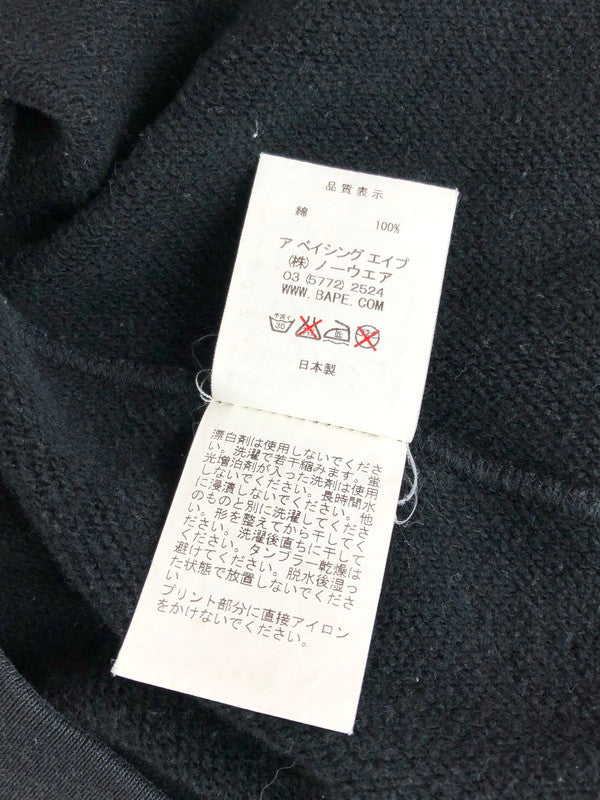 品質表示
綿 100%
ア ベイシング エイプ
(株) ノーウエア
03 (5772) 2524
WWW. BAPE. COM
手洗イ
30
日本製
漂白剤は使用しないでくださ
い。洗濯で若干縮みます。蛍
光増泊剤が入った洗剤は使用
しないでください。長時間水
に浸漬しないでください。他
のものと別に洗濯してくださ
い。形を整えてから干してく
ださい。洗濯後直ちに干して
ください。タンブラー乾燥は
避けてください。脱水後湿っ
た状態で放置しないでくださ
い
プリント部分に直接アイロン
をかけないでください。